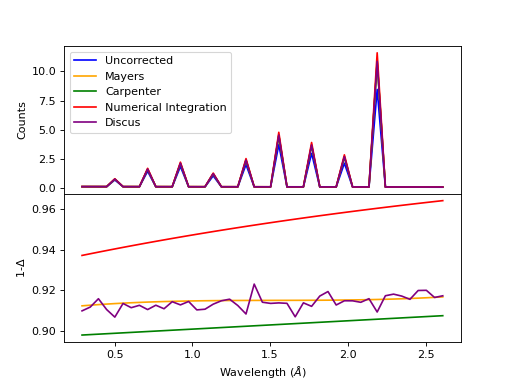 Uncorrected
Mayers
Carpenter
Numerical Integration
Discus
10.0
7.5
5.0
2.5
0.0
Counts
0.96
0.94
0.92
0.90
1-Δ
0.5
1.0
1.5
2.0
2.5
Wavelength (Å)